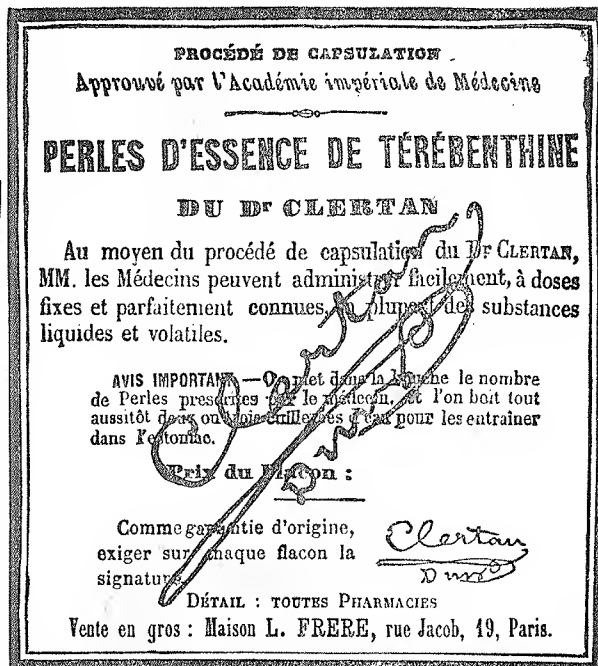 PROCÉDÉ DE CAPSULATION
Approuvé par l'Académie impériale de Médecine
PERLES D'ESSENCE DE TÉRÉBENTHINE
DU Dr CLERTAN
Au moyen du procédé de capsulation du Dr CLERTAN,
MM. les Médecins peuvent administrer facilement, à doses
fixes et parfaitement connues, la plupart des substances
liquides et volatiles.
AVIS IMPORTANT. — On met dans la bouche le nombre
de Perles prescrites par le médecin, et l'on boit tout
aussitôt deux ou trois cuillerées d'eau pour les entraîner
dans l'estomac.
Prix du Flacon :
Comme garantie d'origine,
exiger sur chaque flacon la
signature
Clertan
DÉTAIL : TOUTES PHARMACIES
Vente en gros : Maison L. FRERE, rue Jacob, 19, Paris.
Clertan